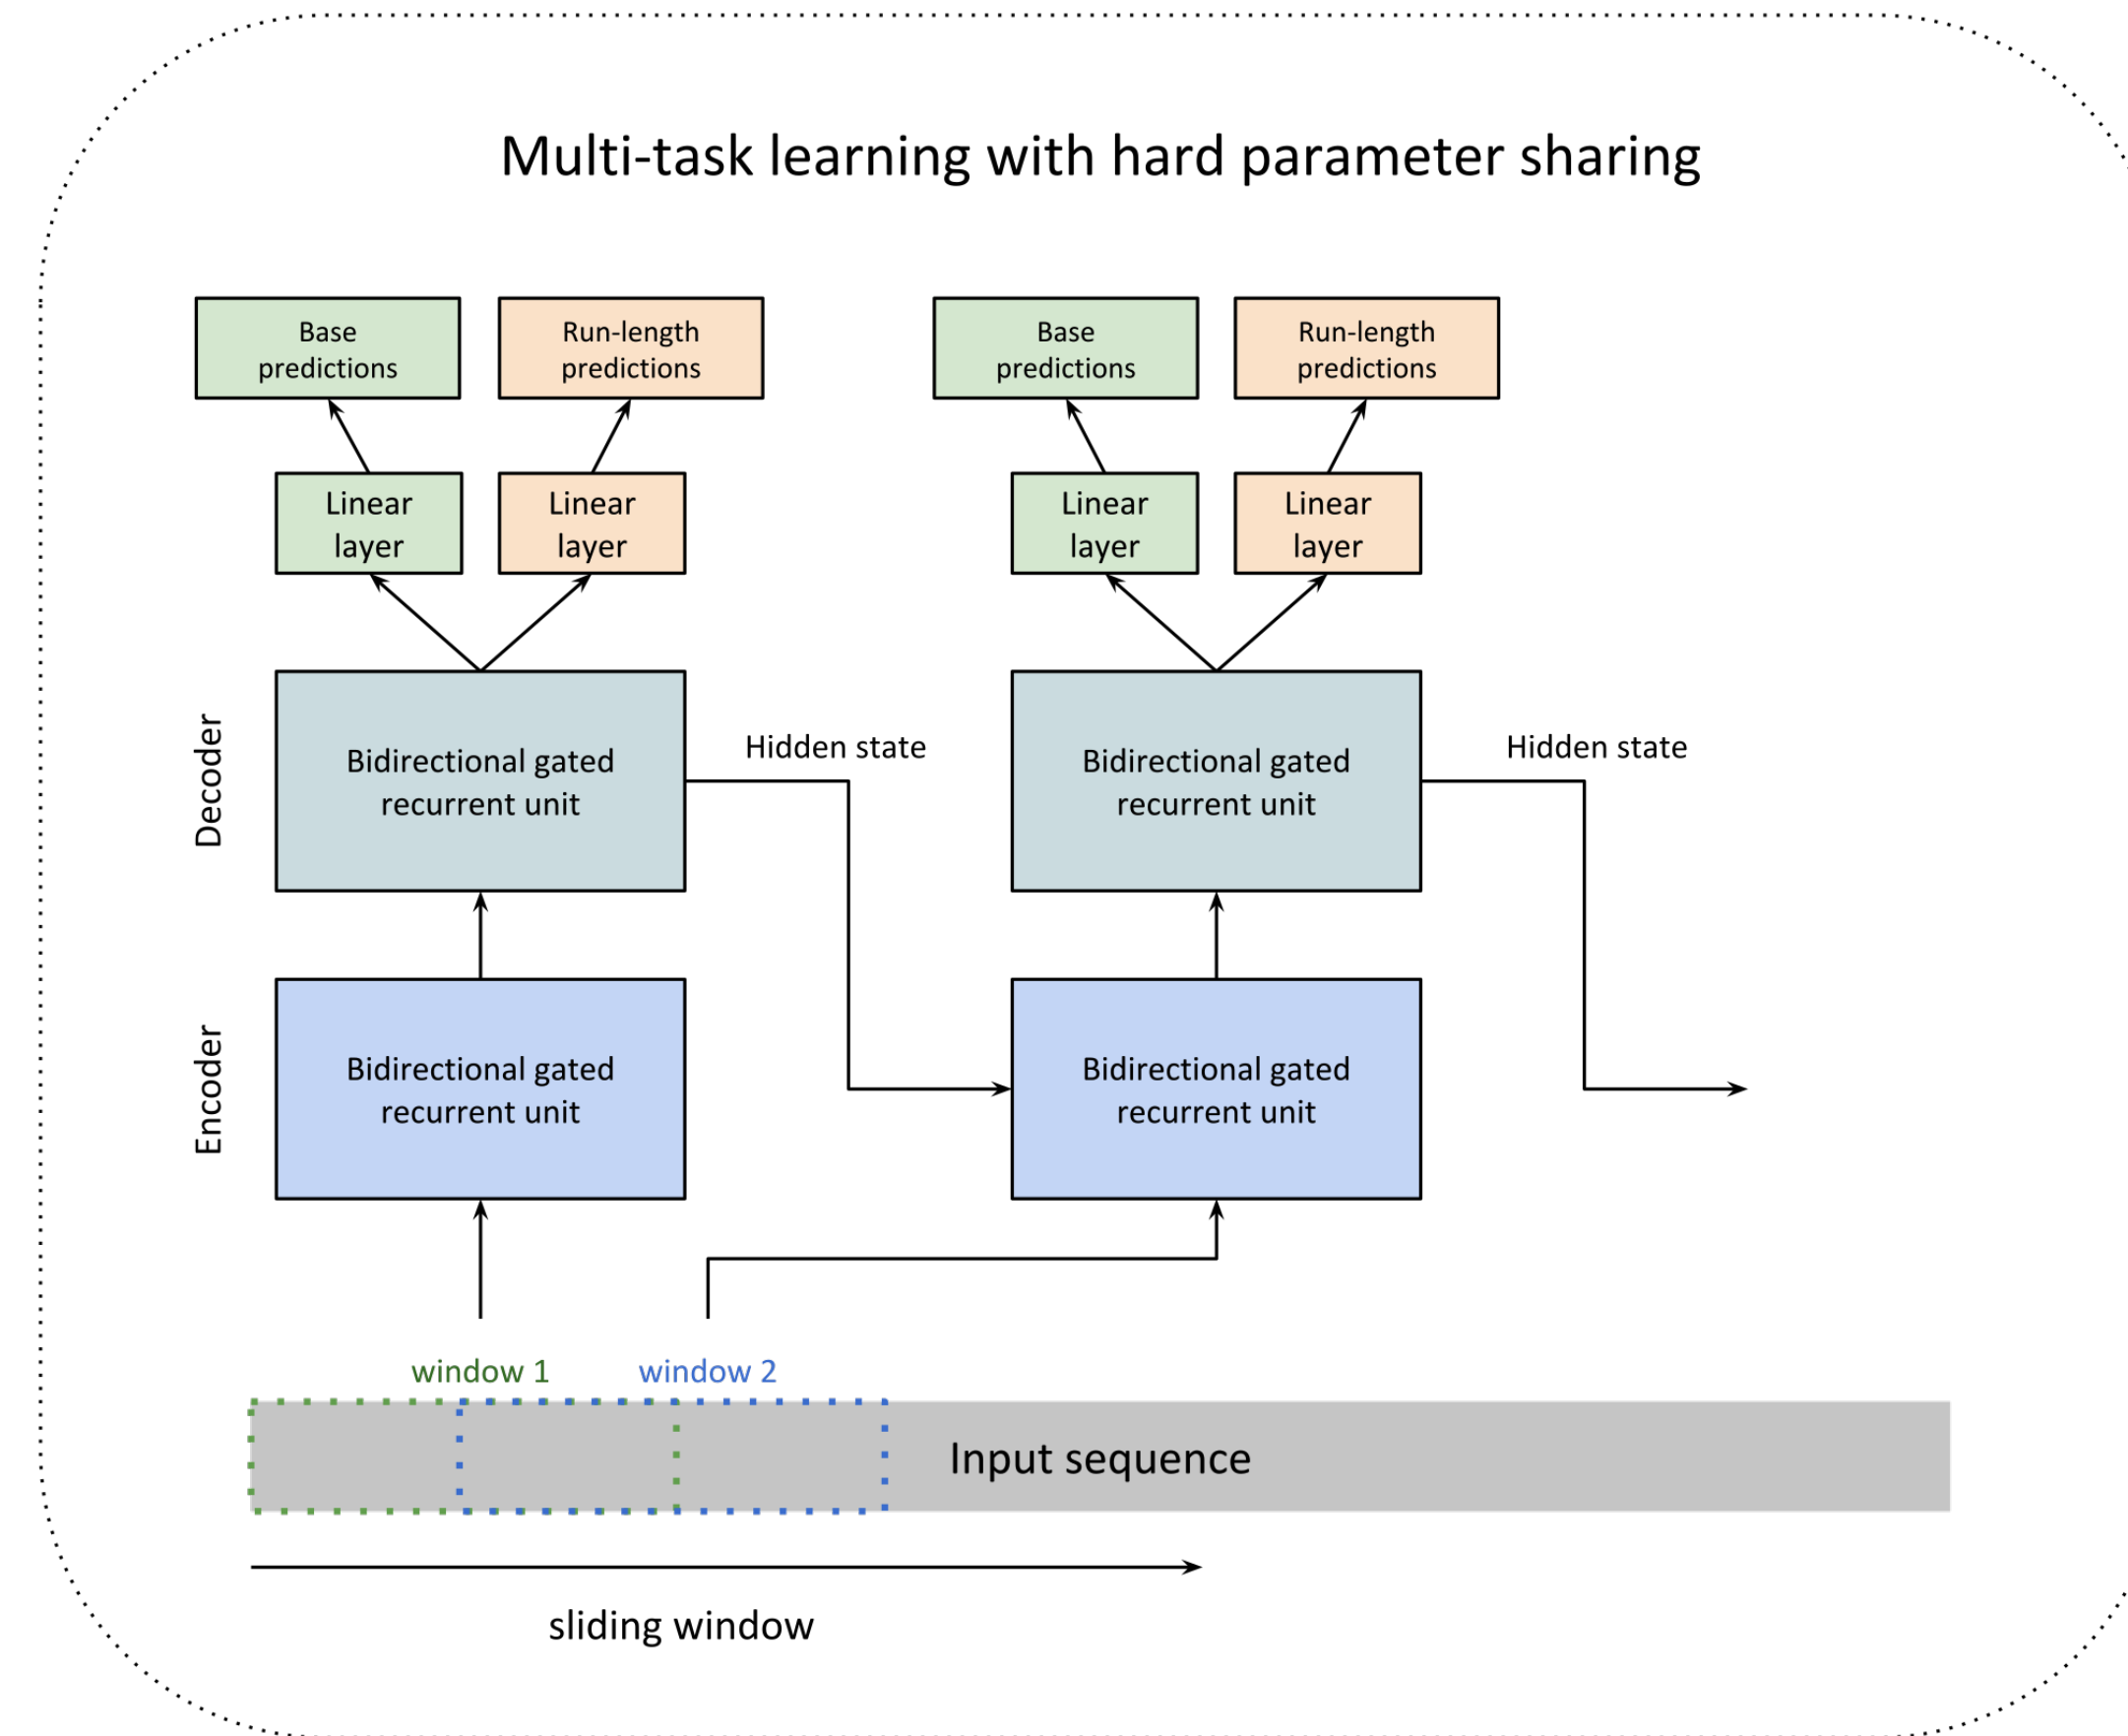 Multi-task learning with hard parameter sharing
Base
predictions
Run-length
predictions
Base
predictions
Run-length
predictions
Linear
layer
Linear
layer
Linear
layer
Linear
layer
Decoder
Bidirectional gated
recurrent unit
Hidden state
Bidirectional gated
recurrent unit
Hidden state
Encoder
Bidirectional gated
recurrent unit
Bidirectional gated
recurrent unit
window 1
window 2
Input sequence
sliding window